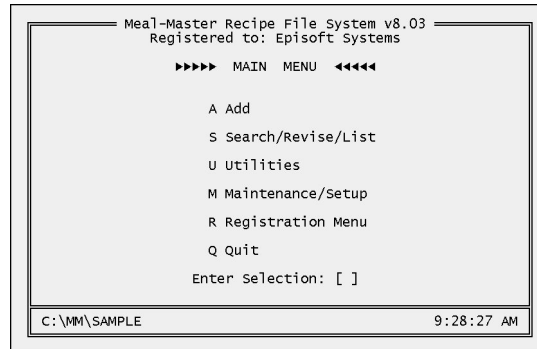 Meal-Master Recipe File System v8.03
Registered to: Episoft Systems
►►►►► MAIN MENU ◄◄◄◄◄
A Add
S Search/Revise/List
U Utilities
M Maintenance/Setup
R Registration Menu
Q Quit
Enter Selection: [ ]
C:\MM\SAMPLE 9:28:27 AM